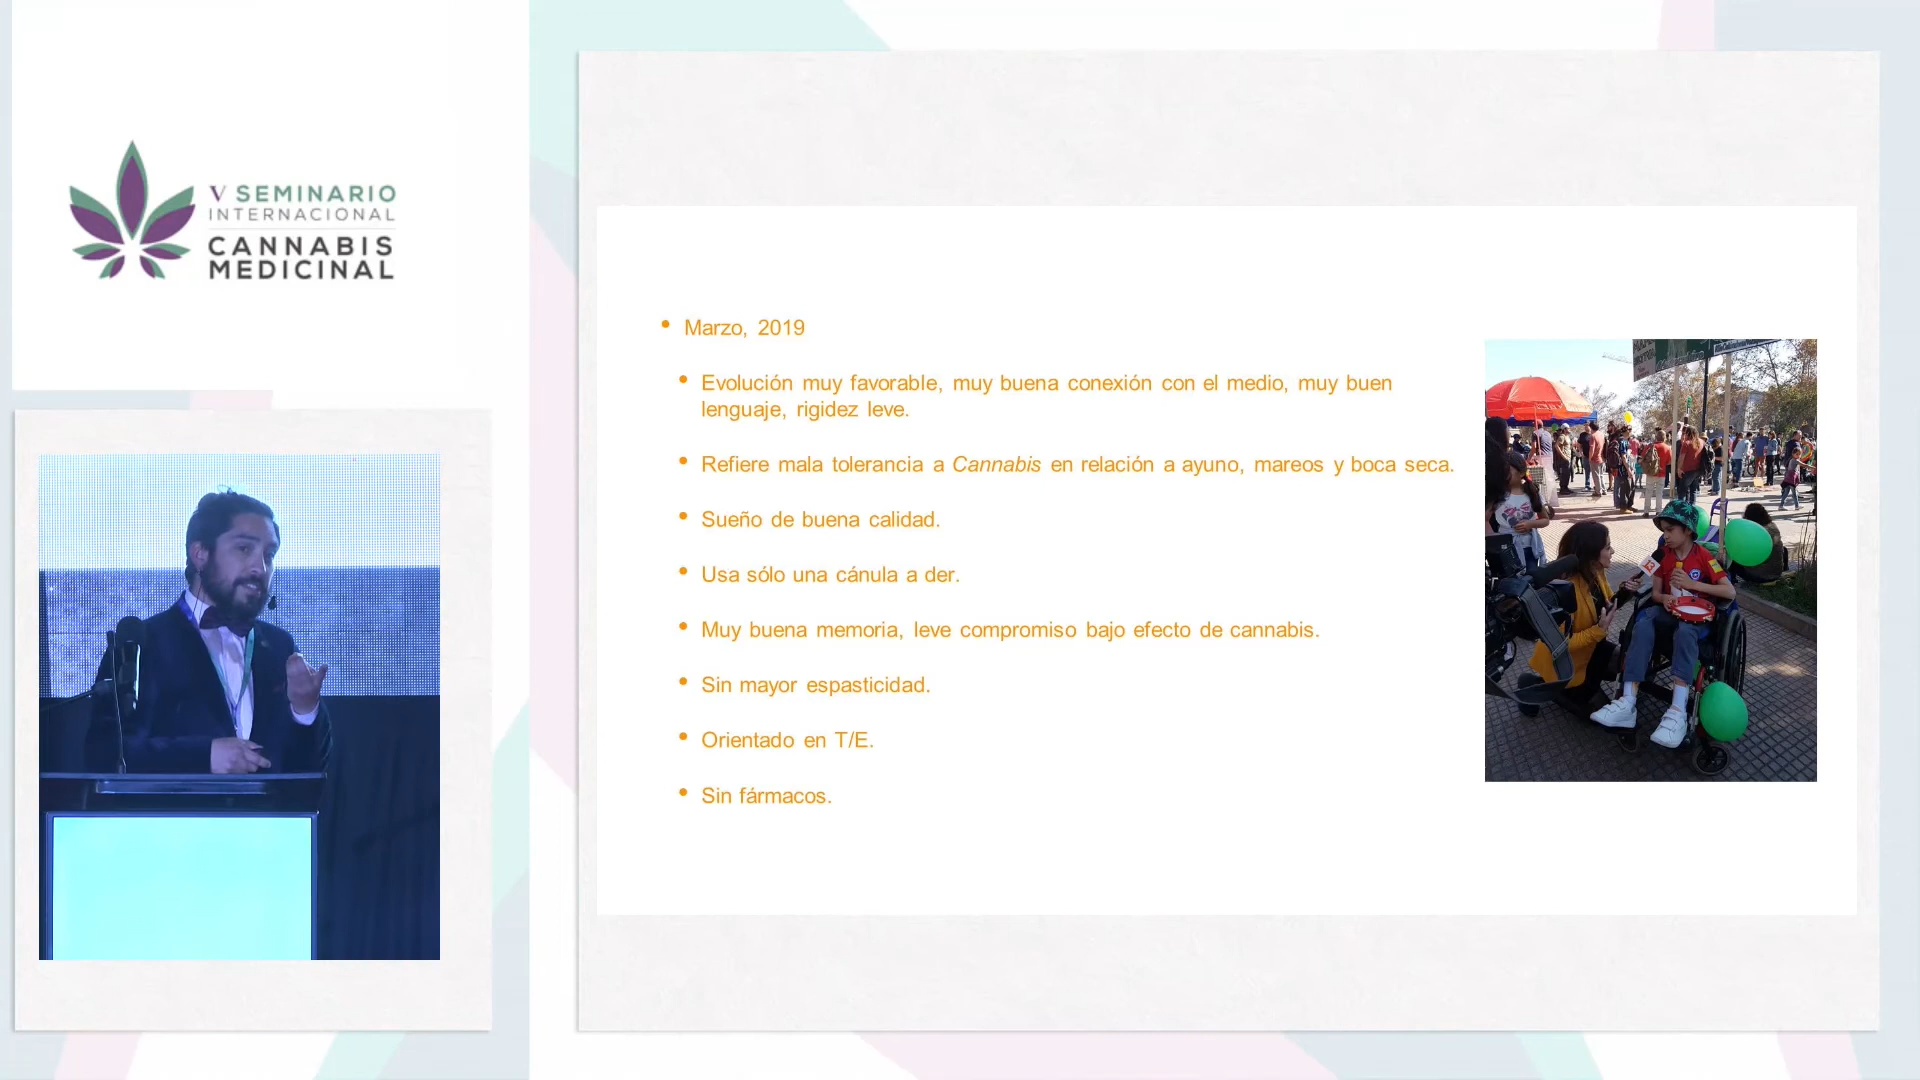 V SEMINARIO
INTERNACIONAL
CANNABIS
MEDICINAL
• Marzo, 2019
• Evolución muy favorable, muy buena conexión con el medio, muy buen
lenguaje, rigidez leve.
• Refiere mala tolerancia a Cannabis en relación a ayuno, mareos y boca seca.
• Sueño de buena calidad.
• Usa sólo una cánula a der.
• Muy buena memoria, leve compromiso bajo efecto de cannabis.
• Sin mayor espasticidad.
• Orientado en T/E.
• Sin fármacos.
13